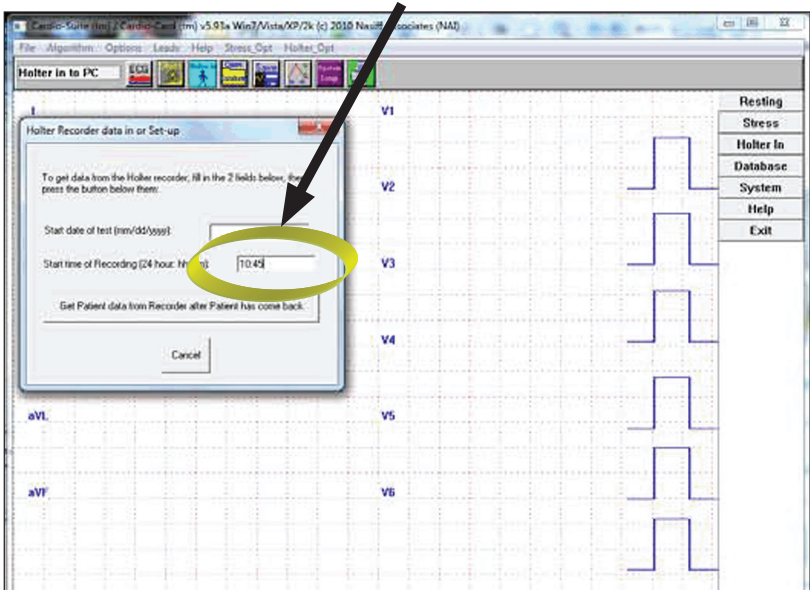 Cardio-Suite (tm) / Cardio-Card (tm) v5.91a Win7/Vista/XP/2k (c) 2010 Nasiff Associates (NAI)
File Algorithm Options Leads Help Stress_Opt Holter_Opt
Holter in to PC ECG
Resting
Stress
Holter In
Database
System
Help
Exit
I
V1
V2
V3
V4
aVL
V5
aVF
V6
Holter Recorder data in or Set-up
To get data from the Holter recorder, fill in the 2 fields below,
press the button below them:
Start date of test (mm/dd/yyyy):
Start time of Recording (24 hour:
10:45
Get Patient data from Recorder after Patient has come back.
Cancel